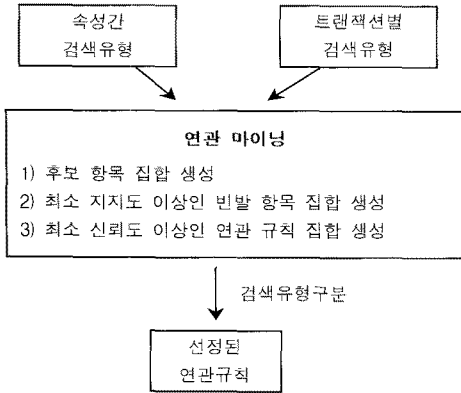 속성간
검색유형
트랜잭션별
검색유형
연관 마이닝
1) 후보 항목 집합 생성
2) 최소 지지도 이상인 빈발 항목 집합 생성
3) 최소 신뢰도 이상인 연관 규칙 집합 생성
검색유형구분
선정된
연관규칙